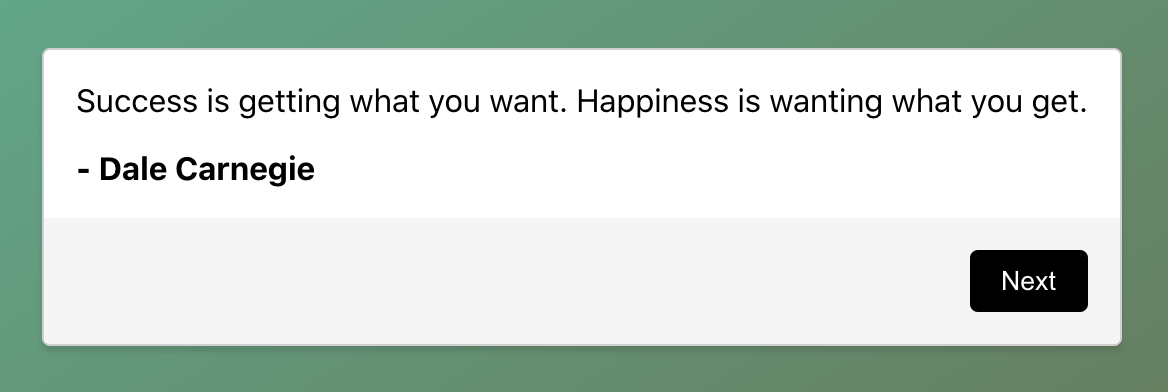 Success is getting what you want. Happiness is wanting what you get.
- Dale Carnegie
Next